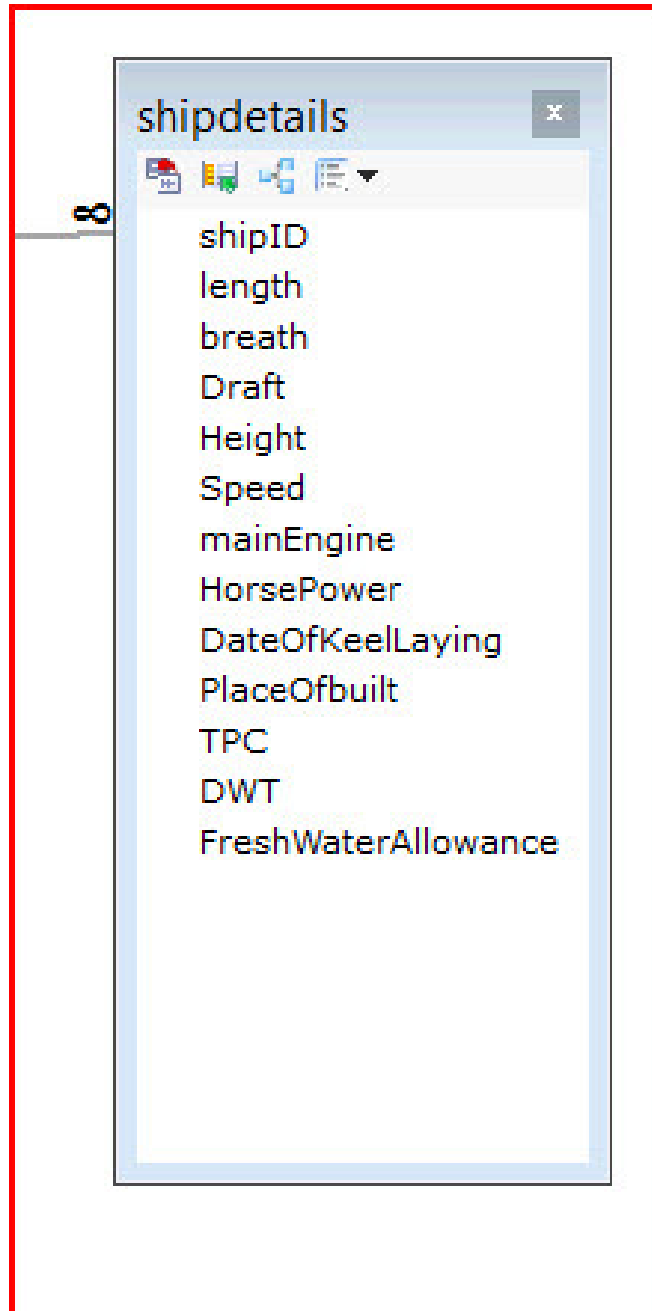 shipdetails
shipID
length
breath
Draft
Height
Speed
mainEngine
HorsePower
DateOfKeelLaying
PlaceOfbuilt
TPC
DWT
FreshWaterAllowance